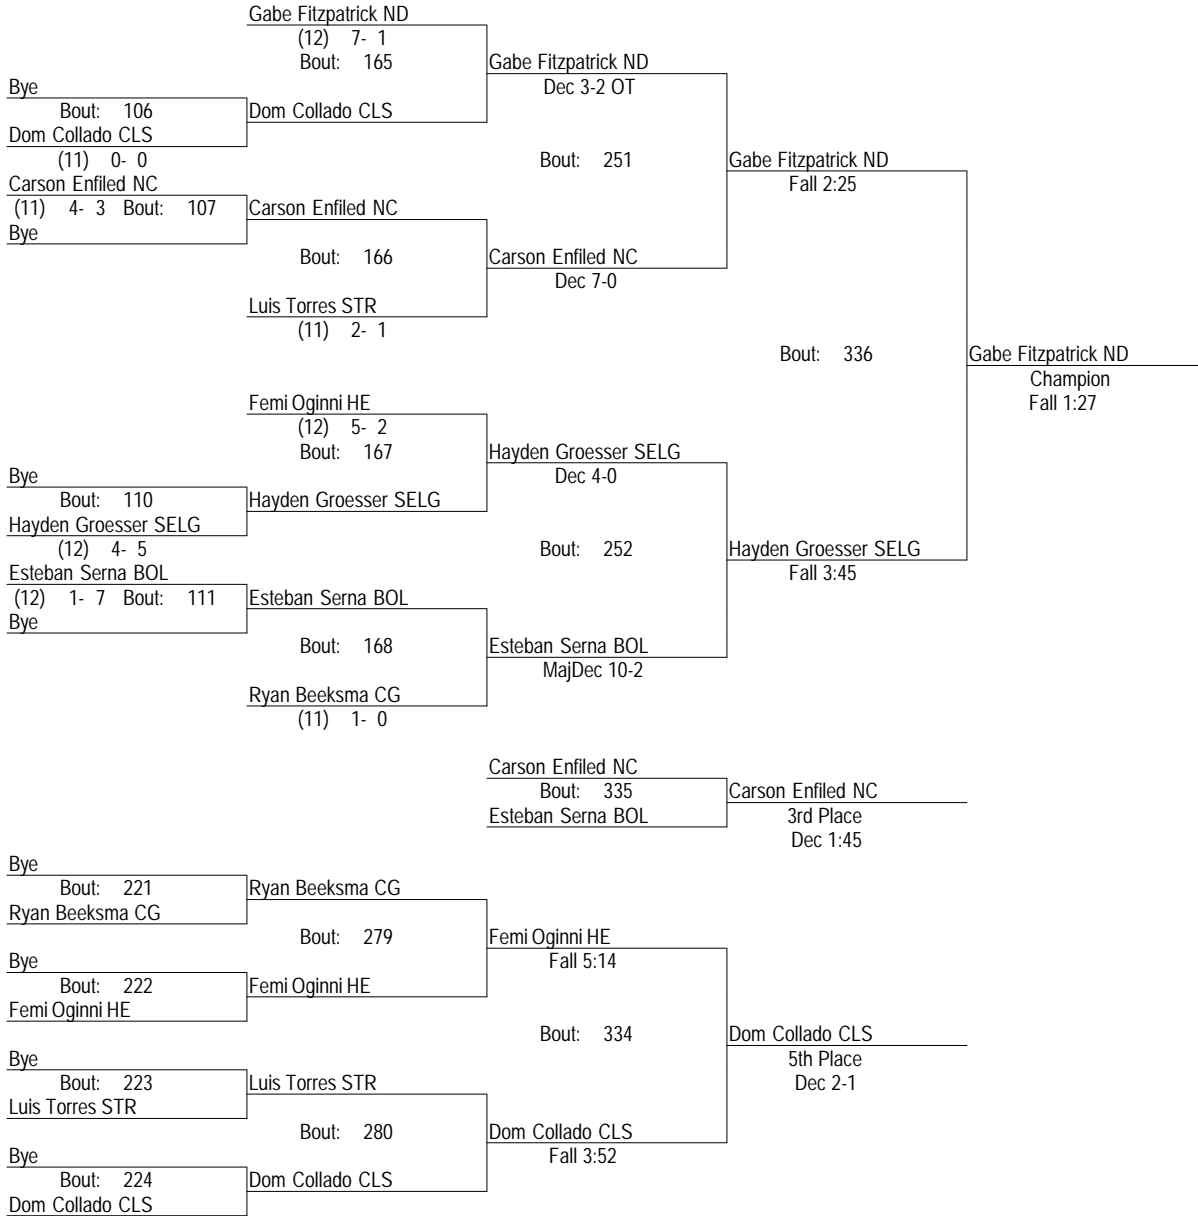 Gabe Fitzpatrick ND
(12) 7- 1
Bout: 165
Gabe Fitzpatrick ND
Dec 3-2 OT
Bye
Bout: 106
Dom Collado CLS
Dom Collado CLS
(11) 0- 0
Bout: 251
Gabe Fitzpatrick ND
Fall 2:25
Carson Enfiled NC
(11) 4- 3 Bout: 107
Carson Enfiled NC
Bye
Bout: 166
Carson Enfiled NC
Dec 7-0
Luis Torres STR
(11) 2- 1
Bout: 336
Gabe Fitzpatrick ND
Champion
Fall 1:27
Femi Oginni HE
(12) 5- 2
Bout: 167
Hayden Groesser SELG
Dec 4-0
Bye
Bout: 110
Hayden Groesser SELG
Hayden Groesser SELG
(12) 4- 5
Bout: 252
Hayden Groesser SELG
Fall 3:45
Esteban Serna BOL
(12) 1- 7 Bout: 111
Esteban Serna BOL
Bye
Bout: 168
Esteban Serna BOL
MajDec 10-2
Ryan Beeksma CG
(11) 1- 0
Carson Enfiled NC
Bout: 335
Carson Enfiled NC
Esteban Serna BOL
3rd Place
Dec 1:45
Bye
Bout: 221
Ryan Beeksma CG
Ryan Beeksma CG
Bout: 279
Femi Oginni HE
Fall 5:14
Bye
Bout: 222
Femi Oginni HE
Femi Oginni HE
Bout: 334
Dom Collado CLS
5th Place
Dec 2-1
Bye
Bout: 223
Luis Torres STR
Luis Torres STR
Bout: 280
Dom Collado CLS
Fall 3:52
Bye
Bout: 224
Dom Collado CLS
Dom Collado CLS